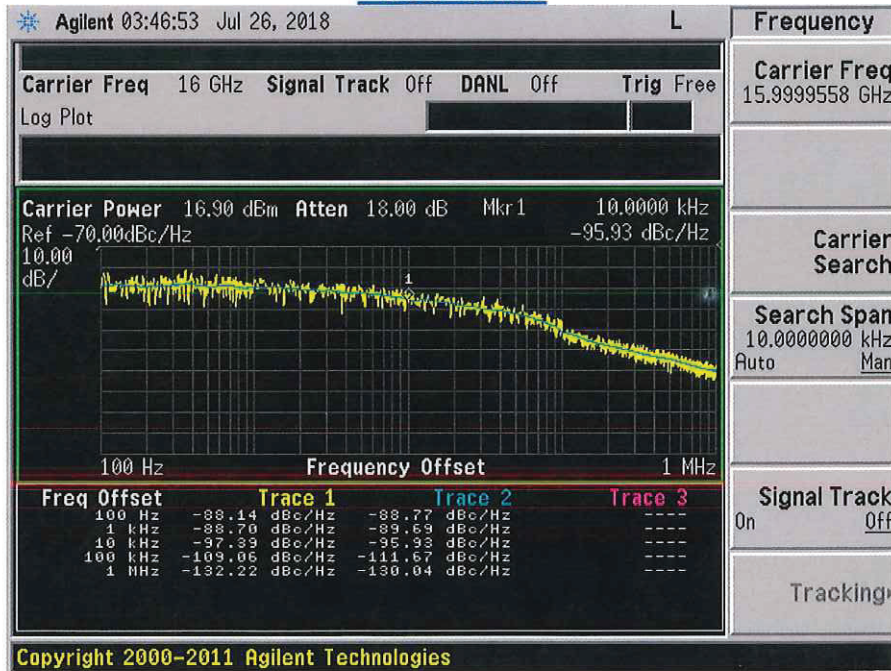 Agilent 03:46:53 Jul 26, 2018 L
Carrier Freq 16 GHz Signal Track Off DANL Off Trig Free
Log Plot
Carrier Power 16.90 dBm Atten 18.00 dB Mkr1 10.0000 kHz
Ref -70.00dBc/Hz -95.93 dBc/Hz
10.00
dB/
1
100 Hz Frequency Offset 1 MHz
Freq Offset Trace 1 Trace 2 Trace 3
100 Hz -88.14 dBc/Hz -88.77 dBc/Hz ----
1 kHz -88.70 dBc/Hz -89.69 dBc/Hz ----
10 kHz -97.39 dBc/Hz -95.93 dBc/Hz ----
100 kHz -109.06 dBc/Hz -111.67 dBc/Hz ----
1 MHz -132.22 dBc/Hz -130.04 dBc/Hz ----
Copyright 2000-2011 Agilent Technologies
Frequency
Carrier Freq
15.9999558 GHz
Carrier
Search
Search Span
10.0000000 kHz
Auto Man
Signal Track
On Off
Tracking